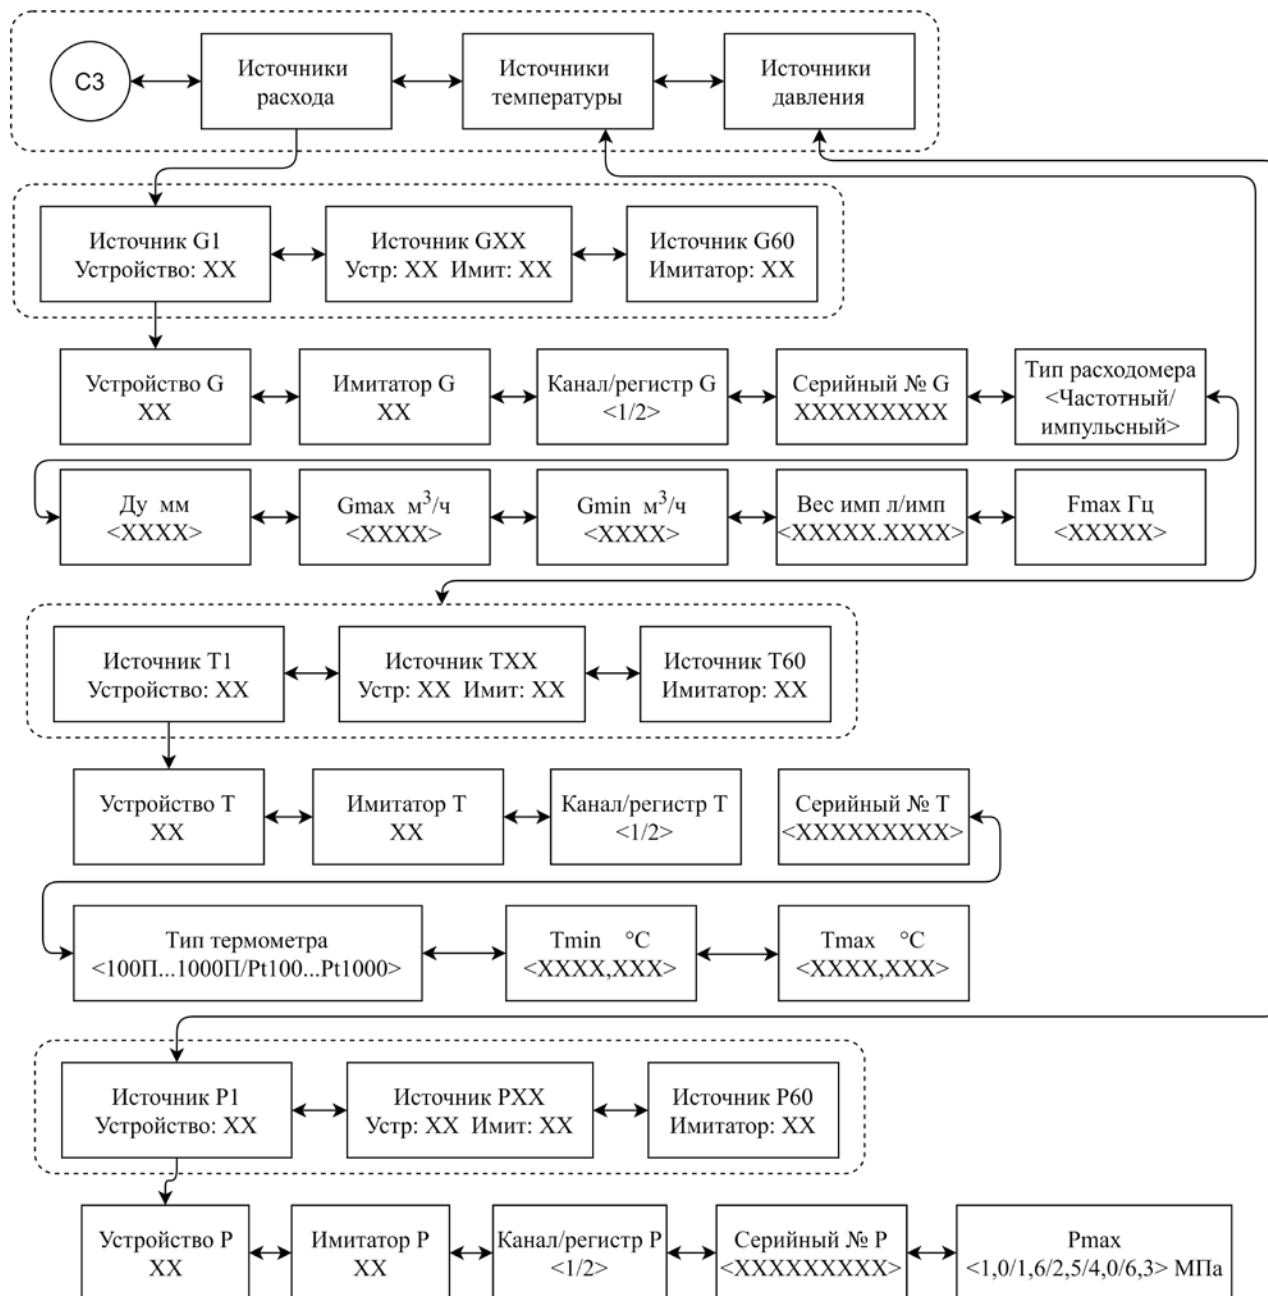 С3
Источники
расхода
Источники
температуры
Источники
давления
Источник G1
Устройство: XX
Источник GXX
Устр: XX Имит: XX
Источник G60
Имитатор: XX
Устройство G
XX
Имитатор G
XX
Канал/регистр G
<1/2>
Серийный № G
XXXXXXXXX
Тип расходомера
<Частотный/
импульсный>
Ду мм
<XXXX>
Gmax м³/ч
<XXXX>
Gmin м³/ч
<XXXX>
Вес имп л/имп
<XXXXX.XXXX>
Fmax Гц
<XXXXX>
Источник T1
Устройство: XX
Источник TXX
Устр: XX Имит: XX
Источник T60
Имитатор: XX
Устройство T
XX
Имитатор T
XX
Канал/регистр T
<1/2>
Серийный № T
<XXXXXXXXX>
Тип термометра
<100П...1000П/Pt100...Pt1000>
Tmin °C
<XXXX,XXX>
Tmax °C
<XXXX,XXX>
Источник P1
Устройство: XX
Источник PXX
Устр: XX Имит: XX
Источник P60
Имитатор: XX
Устройство P
XX
Имитатор P
XX
Канал/регистр P
<1/2>
Серийный № P
<XXXXXXXXX>
Pmax
<1,0/1,6/2,5/4,0/6,3> МПа